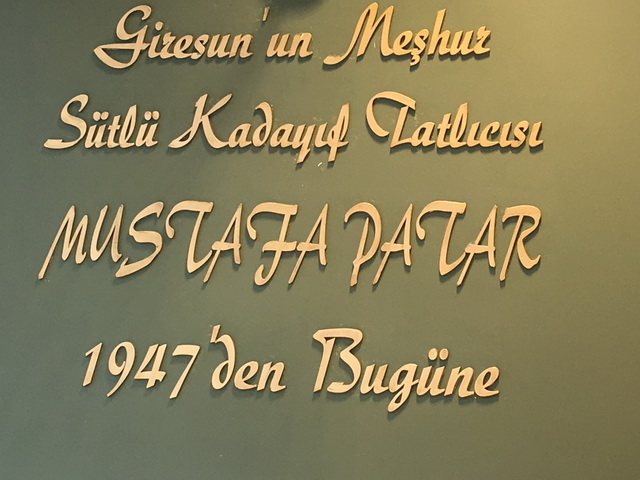 Giresun'un Meşhur
Sütlü Kadayıf Tatlıcısı
MUSTAFA PATAR
1947'den Bugüne